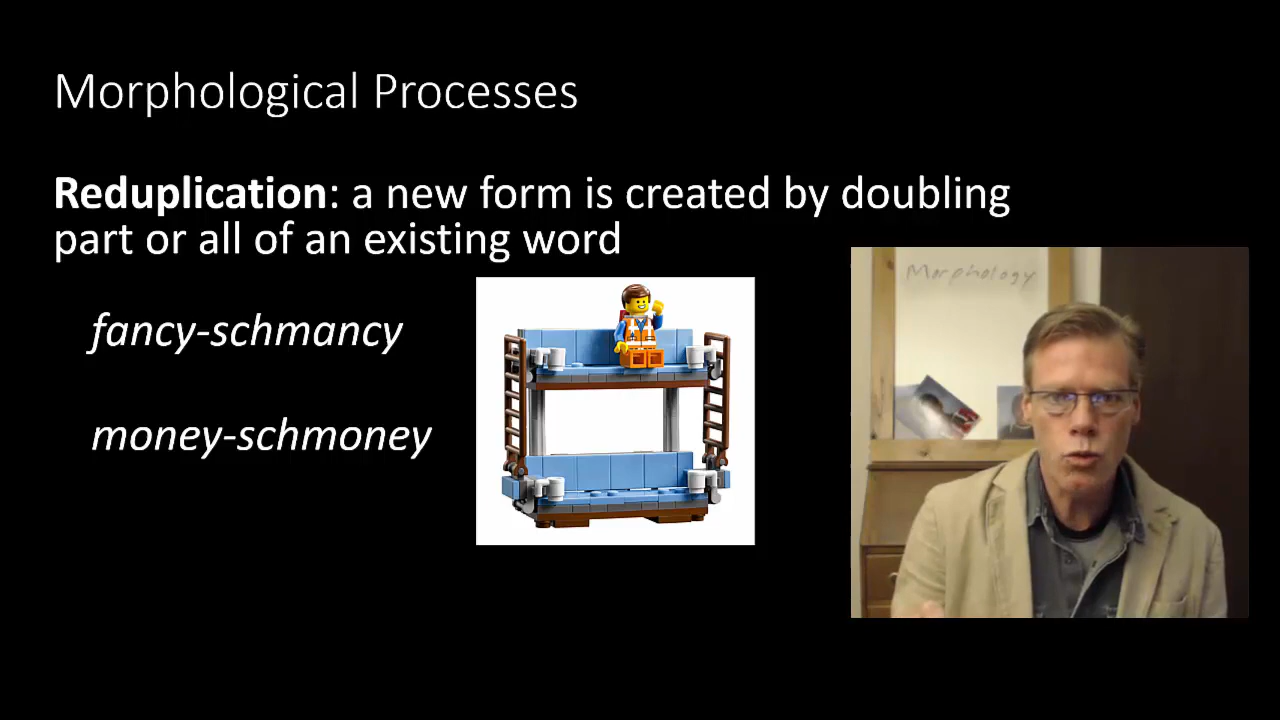 Morphological Processes
Reduplication: a new form is created by doubling
part or all of an existing word
fancy-schmancy
money-schmoney
Morphology